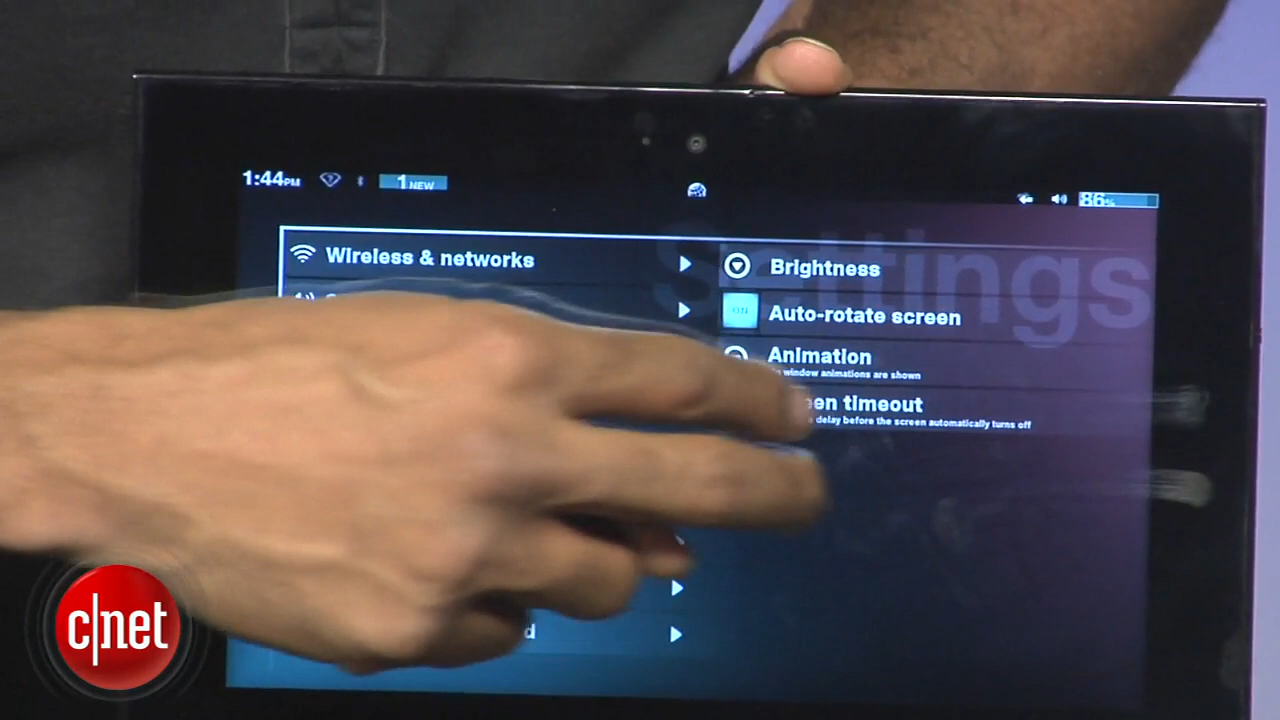 1:44PM
1 NEW
86%
Settings
Wireless & networks
Brightness
ON
Auto-rotate screen
Animation
window animations are shown
een timeout
delay before the screen automatically turns off
d
c|net